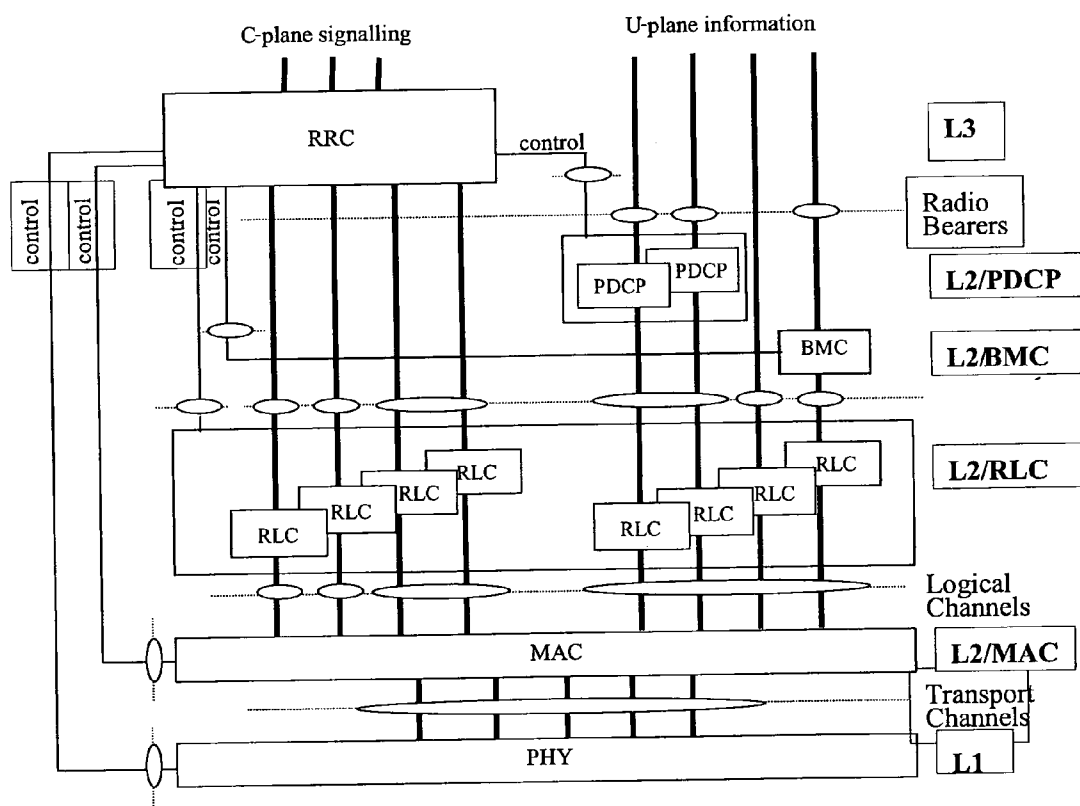 C-plane signalling
U-plane information
RRC
control
L3
control
control
control
control
Radio
Bearers
PDCP
PDCP
L2/PDCP
BMC
L2/BMC
RLC
RLC
RLC
RLC
RLC
RLC
RLC
RLC
L2/RLC
Logical
Channels
MAC
L2/MAC
Transport
Channels
PHY
L1